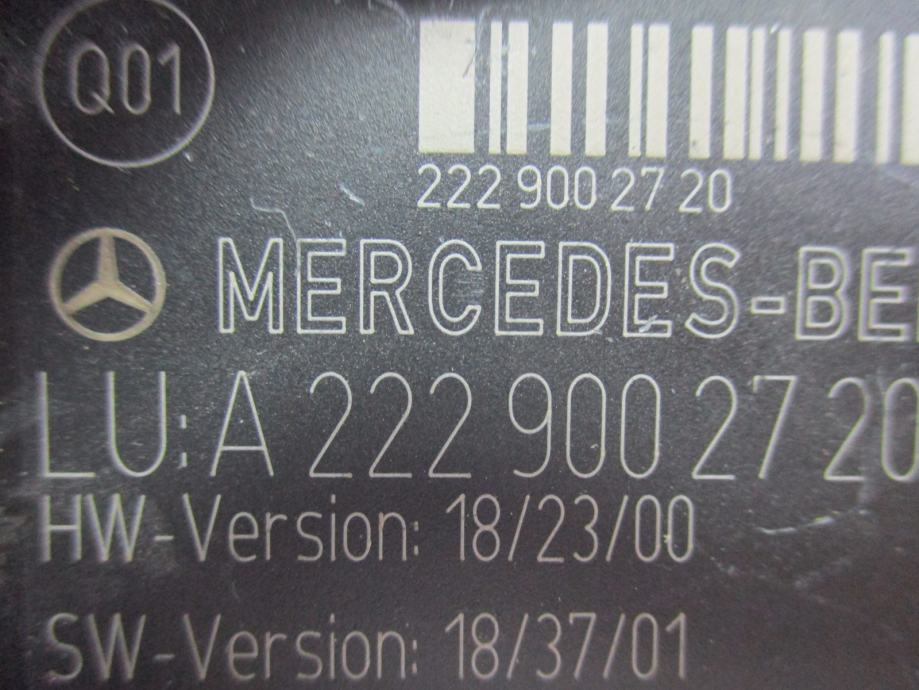 Q01
222 900 27 20
MERCEDES-BE
LU: A 222 900 27 20
HW-Version: 18/23/00
SW-Version: 18/37/01